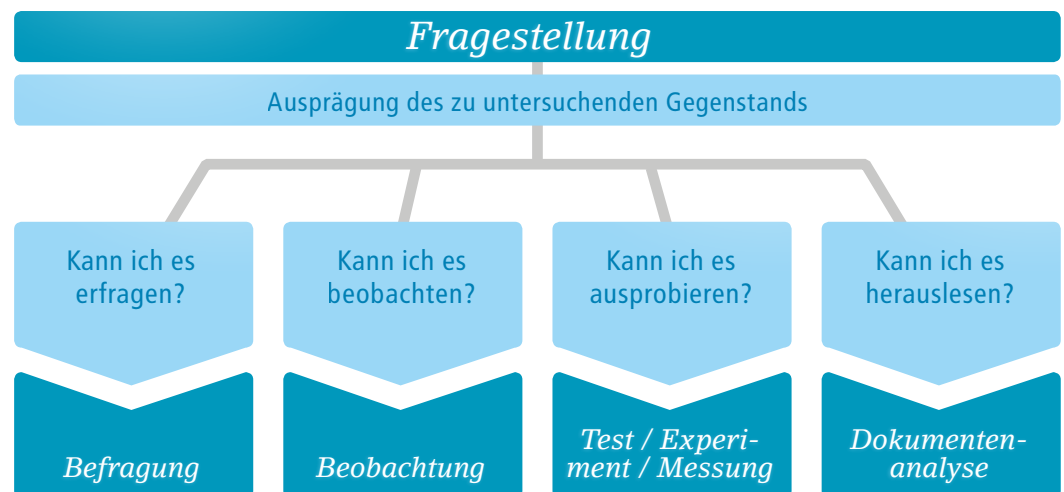 Fragestellung
Ausprägung des zu untersuchenden Gegenstands
Kann ich es
erfragen?
Kann ich es
beobachten?
Kann ich es
ausprobieren?
Kann ich es
herauslesen?
Befragung
Beobachtung
Test / Experi-
ment / Messung
Dokumenten-
analyse